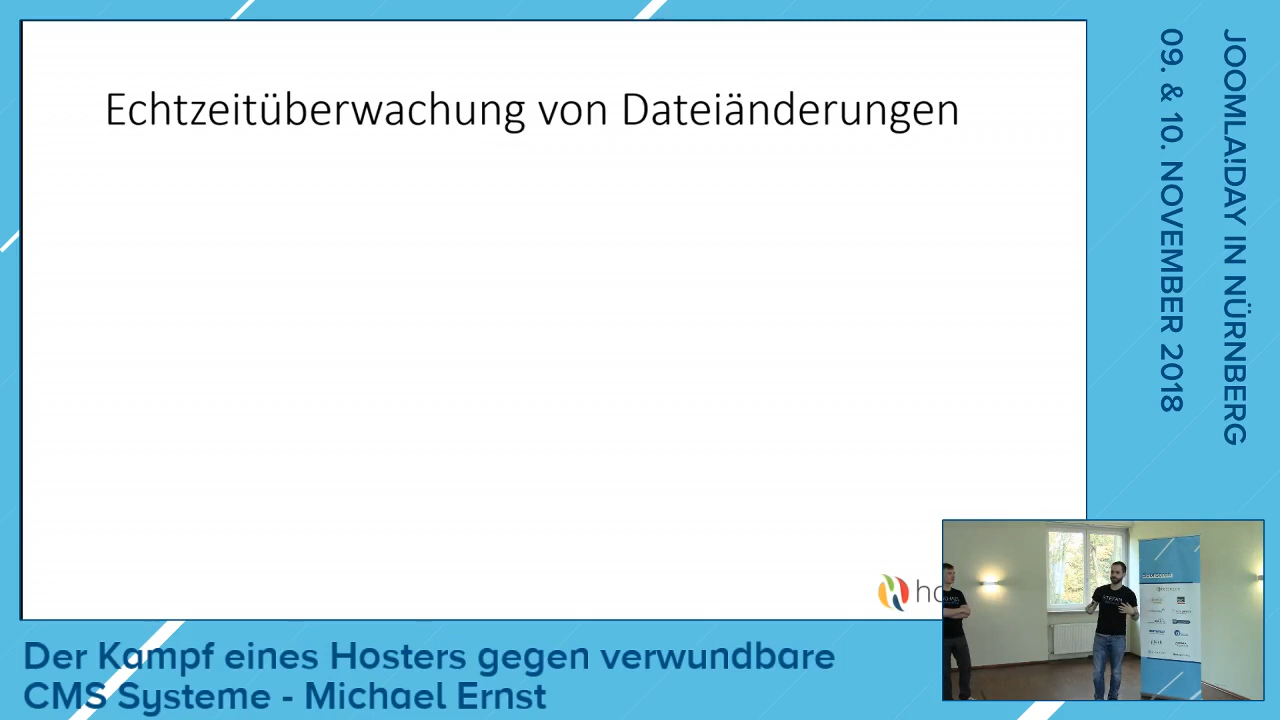 Echtzeitüberwachung von Dateiänderungen
JOOMLA!DAY IN NÜRNBERG
09. & 10. NOVEMBER 2018
Der Kampf eines Hosters gegen verwundbare
CMS Systeme - Michael Ernst
STEFAN